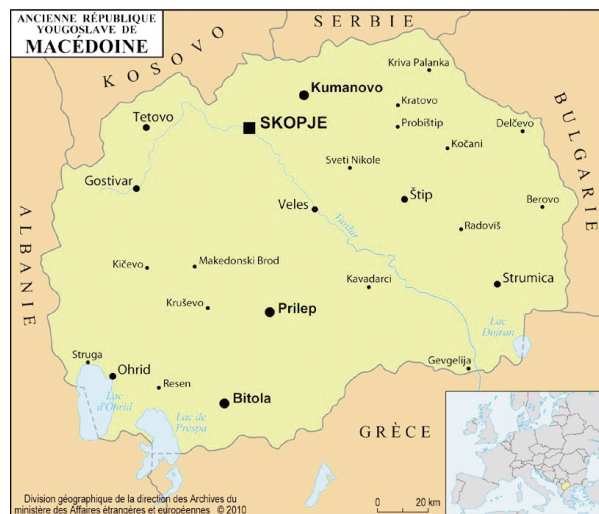 ANCIENNE RÉPUBLIQUE
YOUGOSLAVE DE
MACÉDOINE
SERBIE
KOSOVO
BULGARIE
ALBANIE
GRÈCE
Kriva Palanka
Kumanovo
Kratovo
Tetovo
SKOPJE
Probištip
Delčevo
Kočani
Sveti Nikole
Gostivar
Štip
Berovo
Veles
Vardar
Radoviš
Kičevo
Makedonski Brod
Kavadarci
Strumica
Kruševo
Prilep
Lac
Dojran
Struga
Ohrid
Gevgelija
Resen
Lac
d'Ohrid
Bitola
Lac de
Prespa
Division géographique de la direction des Archives du
ministère des Affaires étrangères et européennes © 2010
0 20 km